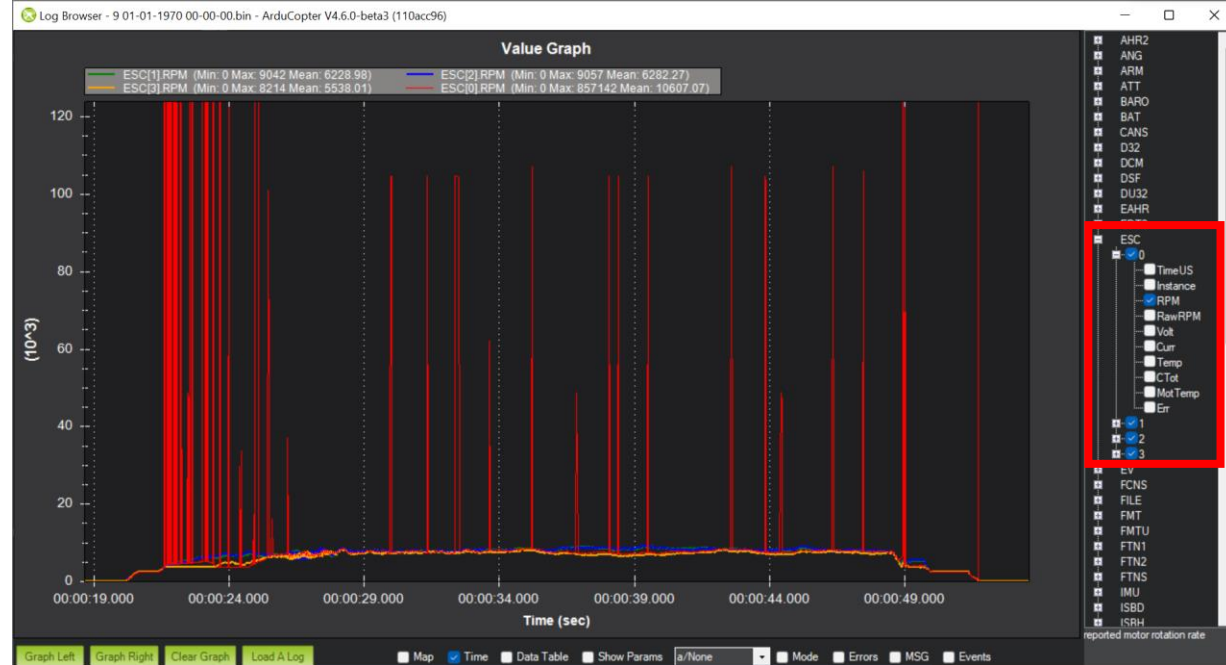 Log Browser - 9 01-01-1970 00-00-00.bin - ArduCopter V4.6.0-beta3 (110acc96)
Value Graph
ESC[1].RPM (Min: 0 Max: 9042 Mean: 6228.98)
ESC[2].RPM (Min: 0 Max: 9057 Mean: 6282.27)
ESC[3].RPM (Min: 0 Max: 8214 Mean: 5538.01)
ESC[0].RPM (Min: 0 Max: 857142 Mean: 10607.07)
120
100
80
60
40
20
0
(10^3)
00:00:19.000
00:00:24.000
00:00:29.000
00:00:34.000
00:00:39.000
00:00:44.000
00:00:49.000
Time (sec)
AHR2
ANG
ARM
ATT
BARO
BAT
CANS
D32
DCM
DSF
DU32
EAHR
ESC
0
TimeUS
Instance
RPM
RawRPM
Volt
Curr
Temp
CTot
MotTemp
Err
1
2
3
EV
FCNS
FILE
FMT
FMTU
FTN1
FTN2
FTNS
IMU
ISBD
ISBH
reported motor rotation rate
Graph Left
Graph Right
Clear Graph
Load A Log
Map
Time
Data Table
Show Params
a/None
Mode
Errors
MSG
Events